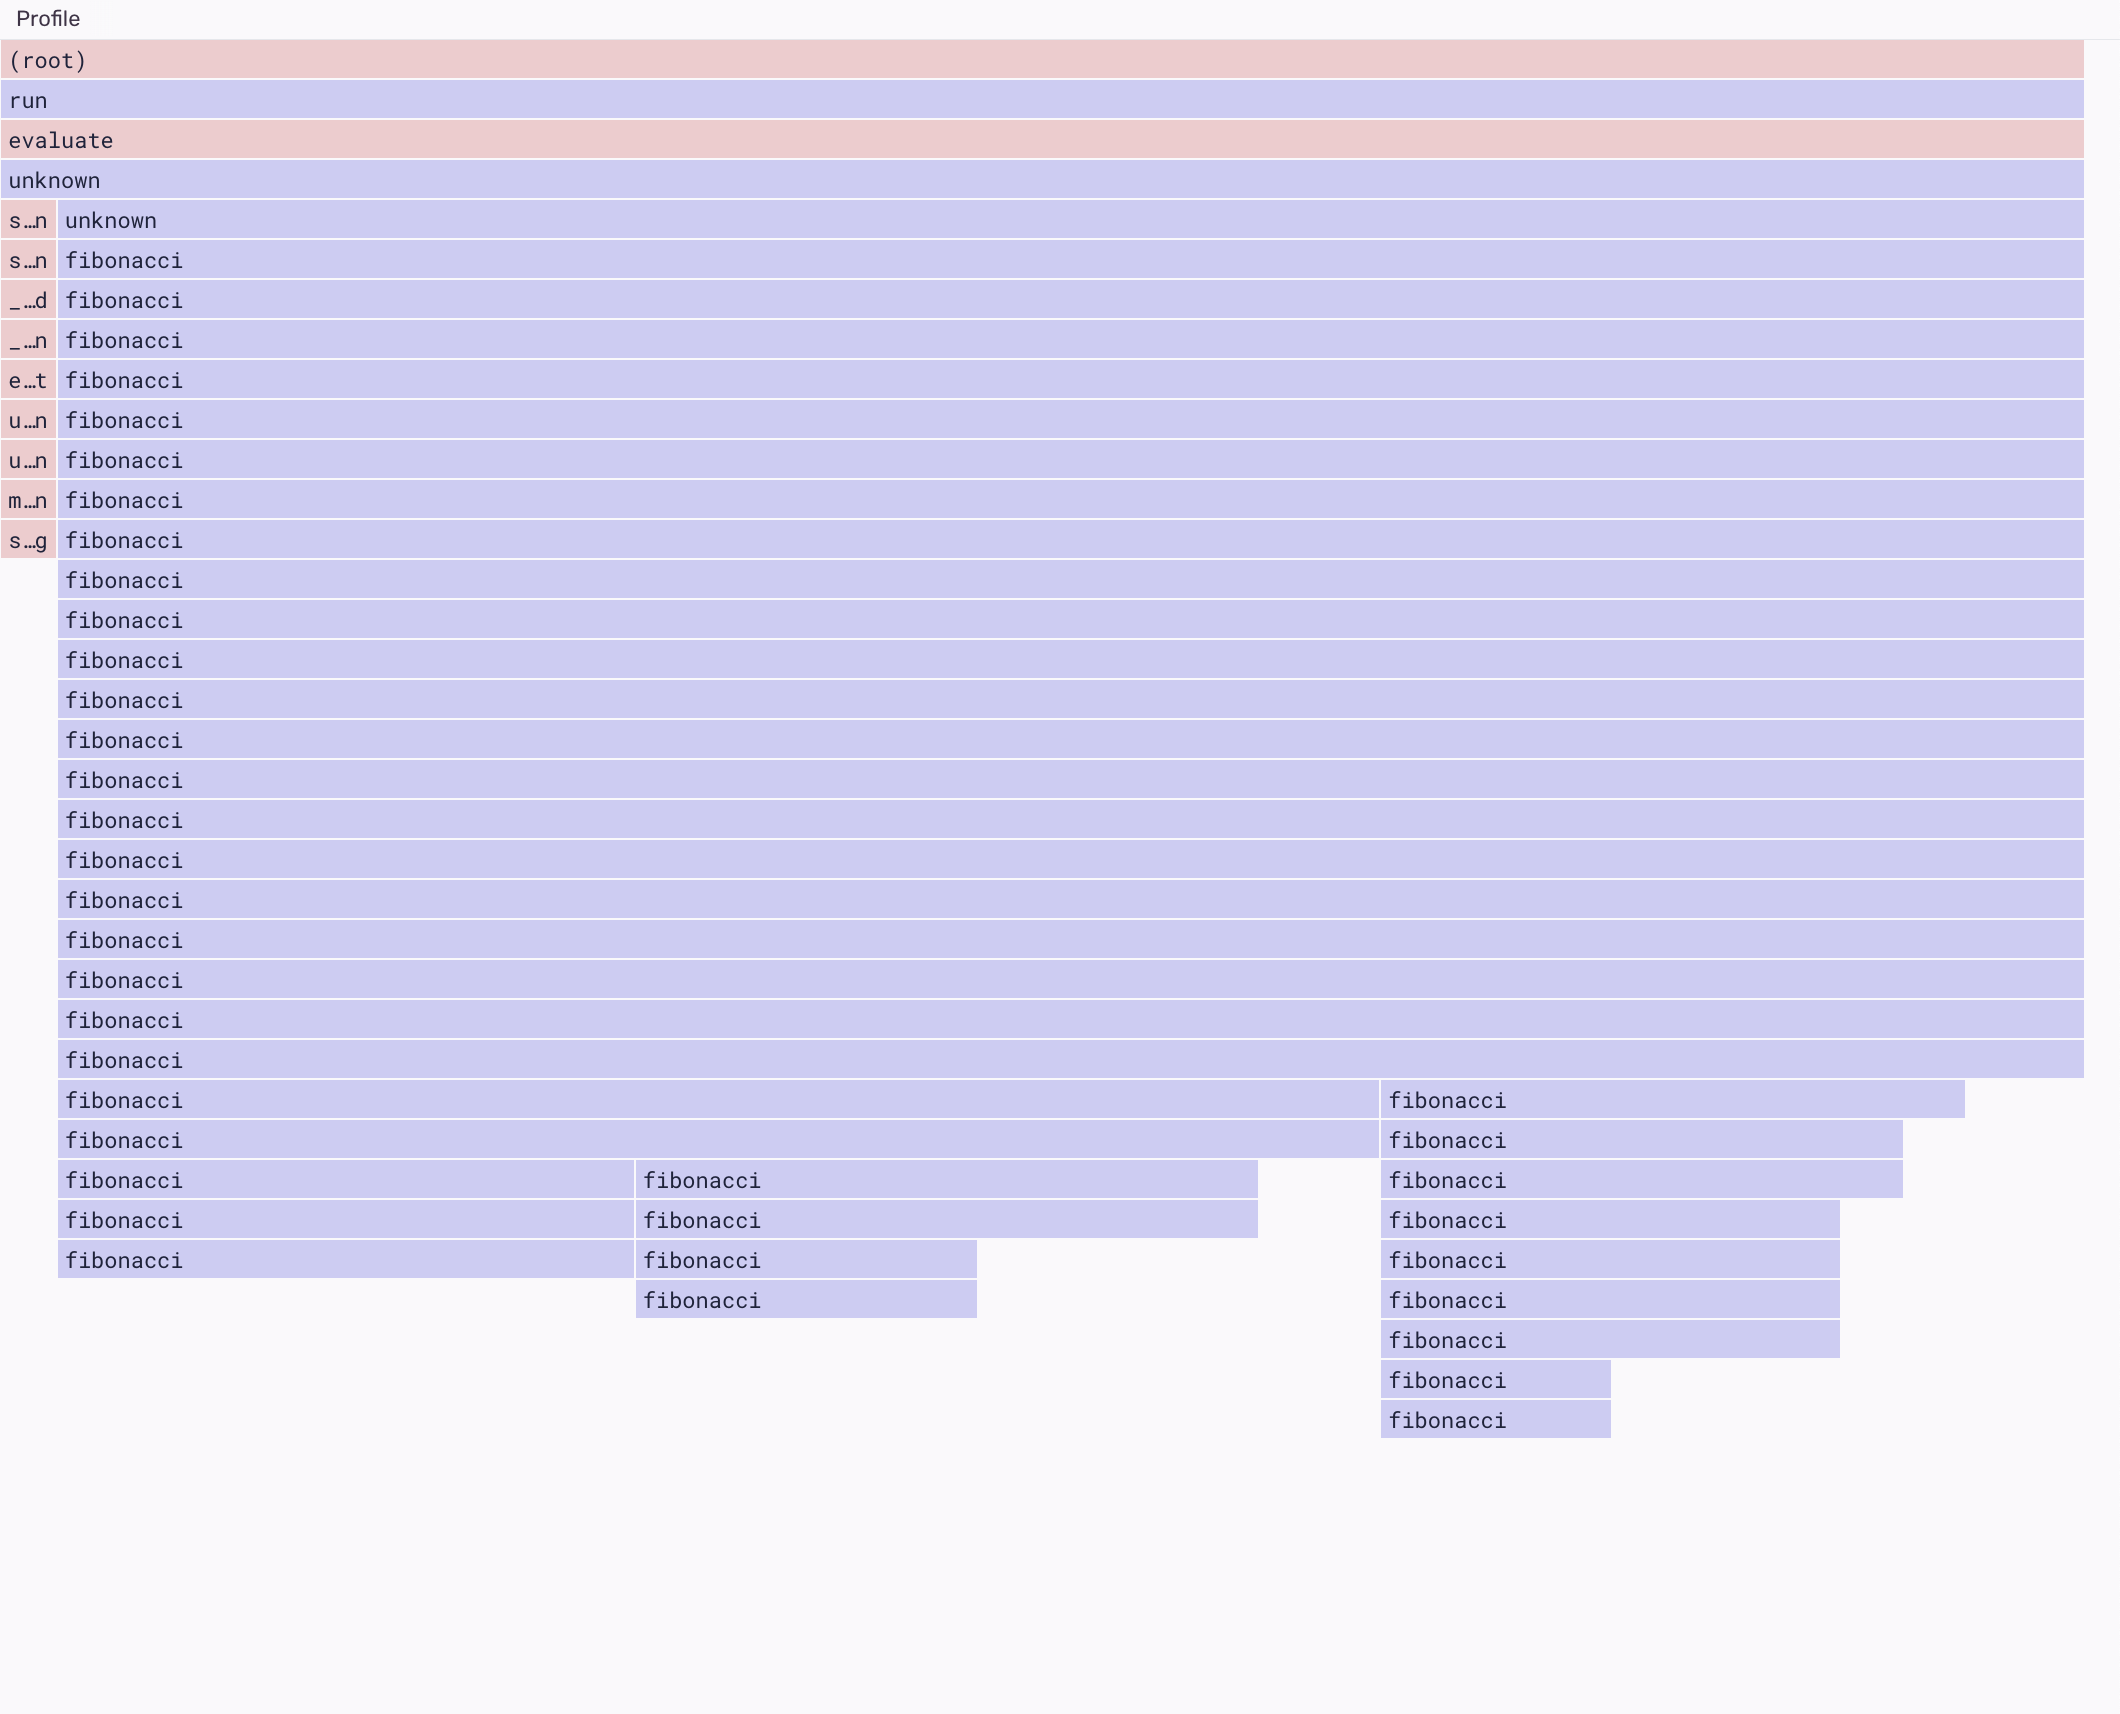 Profile
(root)
run
evaluate
unknown
s…n unknown
s…n fibonacci
_…d fibonacci
_…n fibonacci
e…t fibonacci
u…n fibonacci
u…n fibonacci
m…n fibonacci
s…g fibonacci
fibonacci
fibonacci
fibonacci
fibonacci
fibonacci
fibonacci
fibonacci
fibonacci
fibonacci
fibonacci
fibonacci
fibonacci
fibonacci
fibonacci fibonacci
fibonacci fibonacci
fibonacci fibonacci fibonacci
fibonacci fibonacci fibonacci
fibonacci fibonacci fibonacci
fibonacci fibonacci
fibonacci
fibonacci
fibonacci